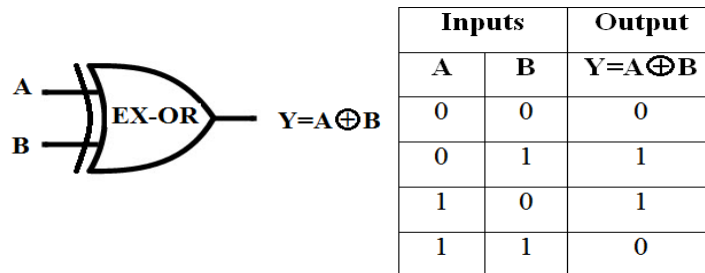 A
B
EX-OR
Y=A⊕B
Inputs Output
A B Y=A⊕B
0 0 0
0 1 1
1 0 1
1 1 0